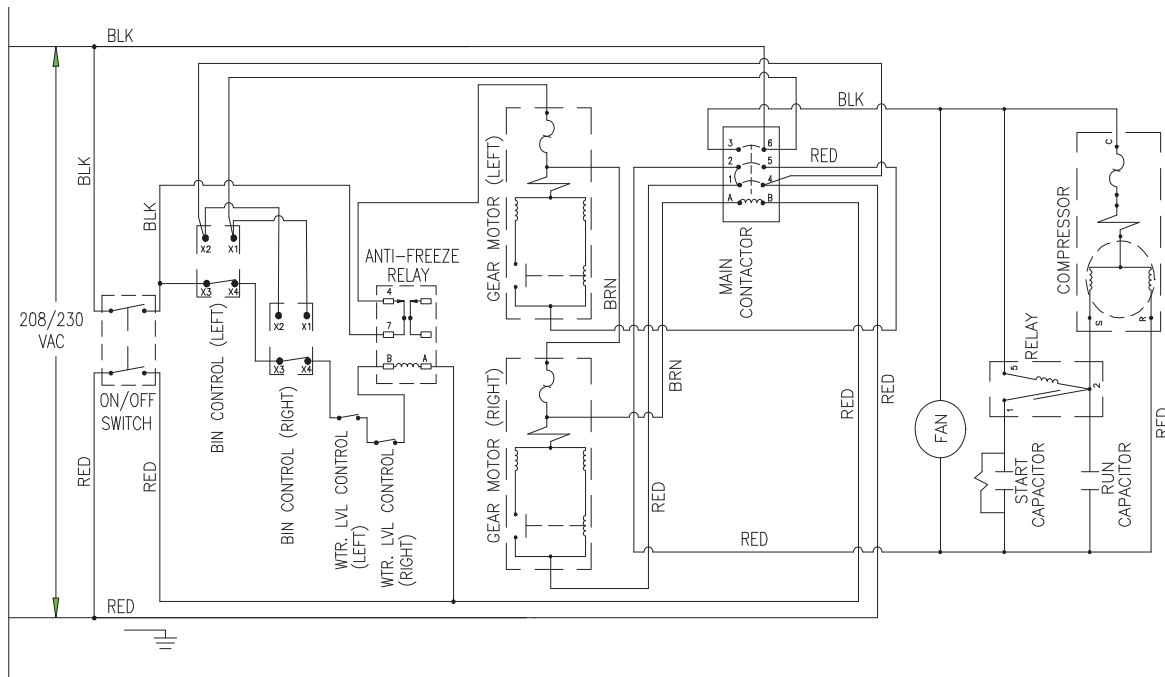 BLK
BLK
BLK
208/230
VAC
ON/OFF
SWITCH
RED
RED
RED
X2
X1
X3
X4
BIN CONTROL (LEFT)
X2
X1
X3
X4
BIN CONTROL (RIGHT)
WTR. LVL CONTROL
(LEFT)
WTR. LVL CONTROL
(RIGHT)
ANTI-FREEZE
RELAY
4
7
B
A
GEAR MOTOR (LEFT)
BRN
GEAR MOTOR (RIGHT)
BRN
RED
MAIN
CONTACTOR
3
6
2
5
1
4
A
B
RED
BLK
RED
RED
RED
FAN
COMPRESSOR
C
S
R
RELAY
5
2
1
START
CAPACITOR
RUN
CAPACITOR
RED